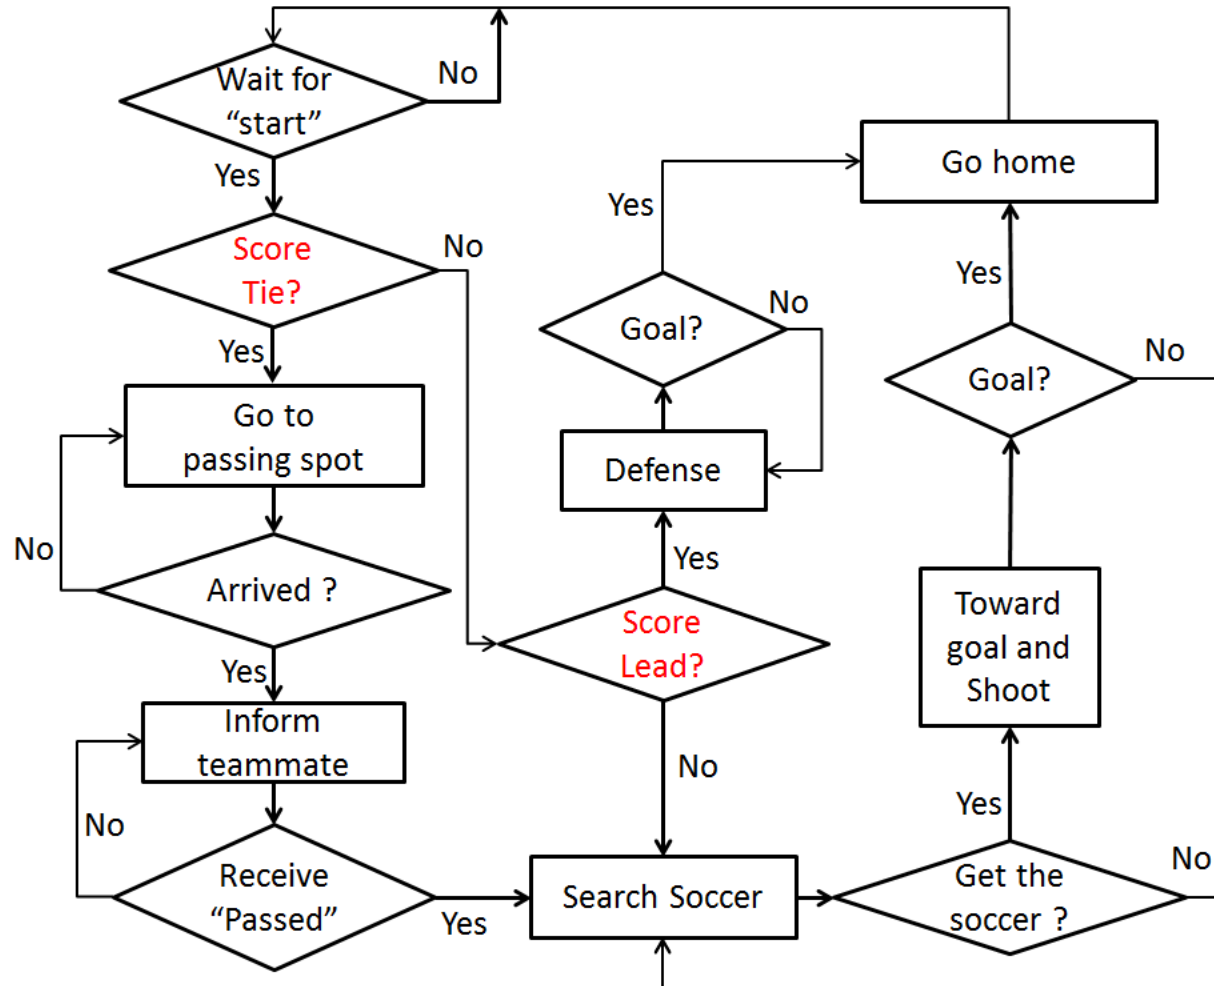 Wait for
“start”
No
Yes
Score
Tie?
No
Yes
Go to
passing spot
No
Arrived ?
Yes
Inform
teammate
No
Receive
“Passed”
Yes
Go home
Yes
Goal?
No
Defense
Yes
Score
Lead?
No
Search Soccer
Yes
Goal?
No
Toward
goal and
Shoot
Yes
Get the
soccer ?
No